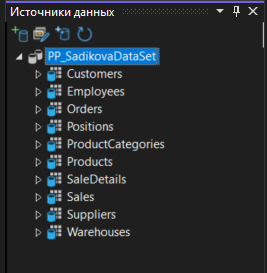 Источники данных
PP_SadikovaDataSet
Customers
Employees
Orders
Positions
ProductCategories
Products
SaleDetails
Sales
Suppliers
Warehouses